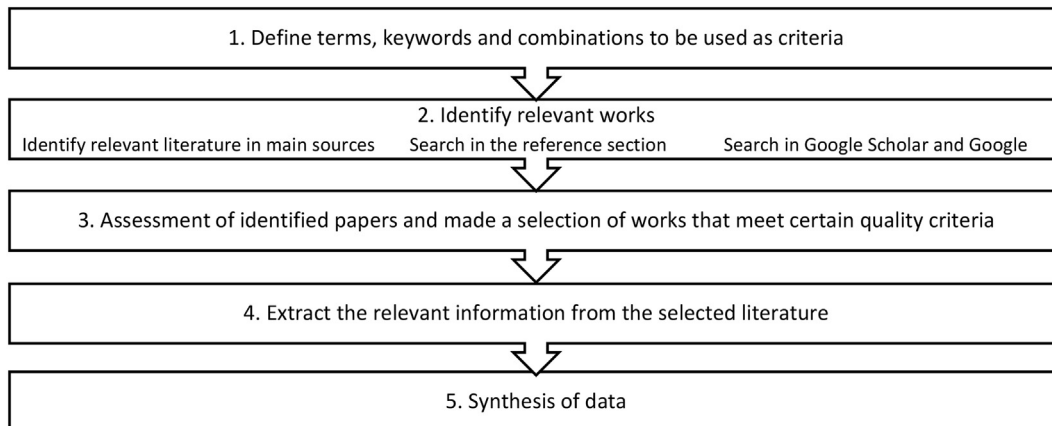 1. Define terms, keywords and combinations to be used as criteria
2. Identify relevant works
Identify relevant literature in main sources Search in the reference section Search in Google Scholar and Google
3. Assessment of identified papers and made a selection of works that meet certain quality criteria
4. Extract the relevant information from the selected literature
5. Synthesis of data